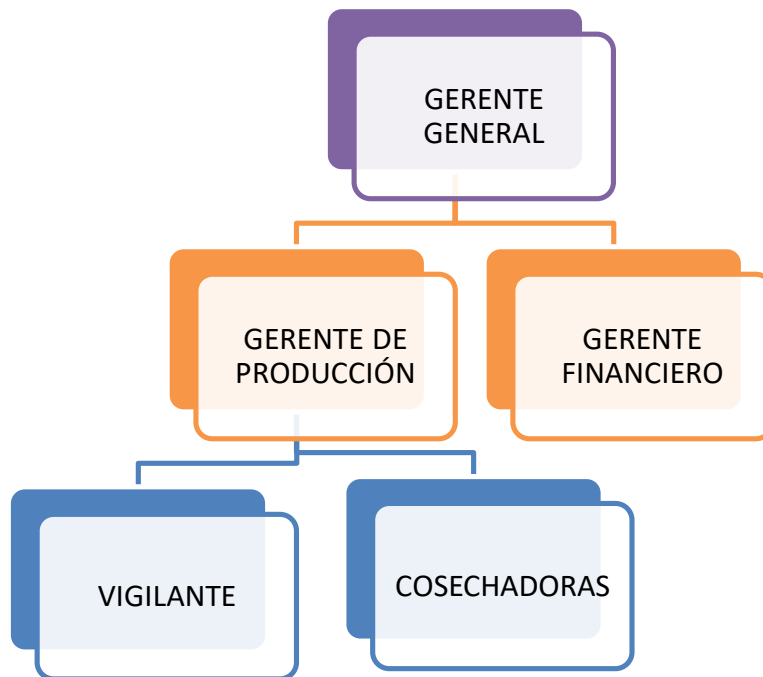 GERENTE
GENERAL
GERENTE DE
PRODUCCIÓN
GERENTE
FINANCIERO
VIGILANTE
COSECHADORAS